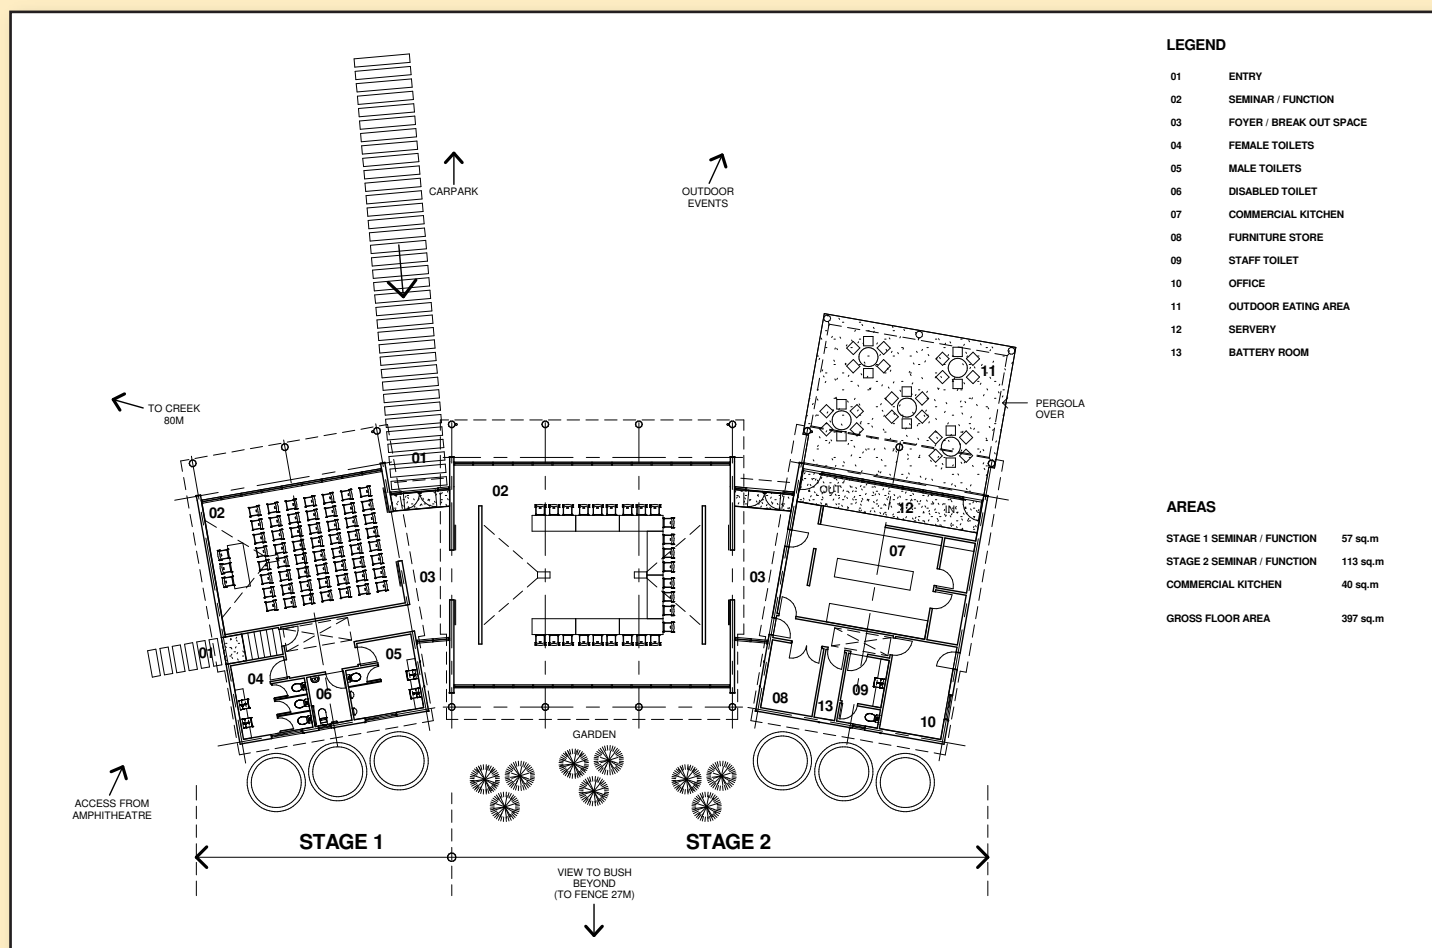 LEGEND
01 ENTRY
02 SEMINAR / FUNCTION
03 FOYER / BREAK OUT SPACE
04 FEMALE TOILETS
05 MALE TOILETS
06 DISABLED TOILET
07 COMMERCIAL KITCHEN
08 FURNITURE STORE
09 STAFF TOILET
10 OFFICE
11 OUTDOOR EATING AREA
12 SERVERY
13 BATTERY ROOM
CARPARK
OUTDOOR
EVENTS
TO CREEK
80M
PERGOLA
OVER
11
01
02
02
OUT
12
IN
07
03
03
01
04
06
05
08
13
09
10
AREAS
STAGE 1 SEMINAR / FUNCTION 57 sq.m
STAGE 2 SEMINAR / FUNCTION 113 sq.m
COMMERCIAL KITCHEN 40 sq.m
GROSS FLOOR AREA 397 sq.m
GARDEN
ACCESS FROM
AMPHITHEATRE
STAGE 1
STAGE 2
VIEW TO BUSH
BEYOND
(TO FENCE 27M)